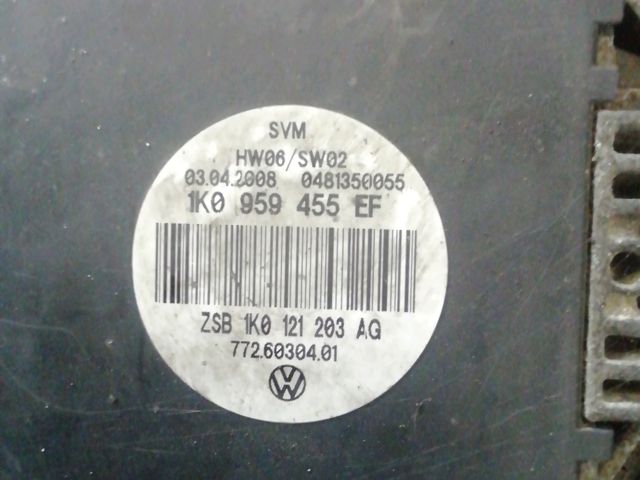 SVM
HW06/SW02
03.04.2008 0481350055
1K0 959 455 EF
ZSB 1K0 121 203 AG
772.60304.01